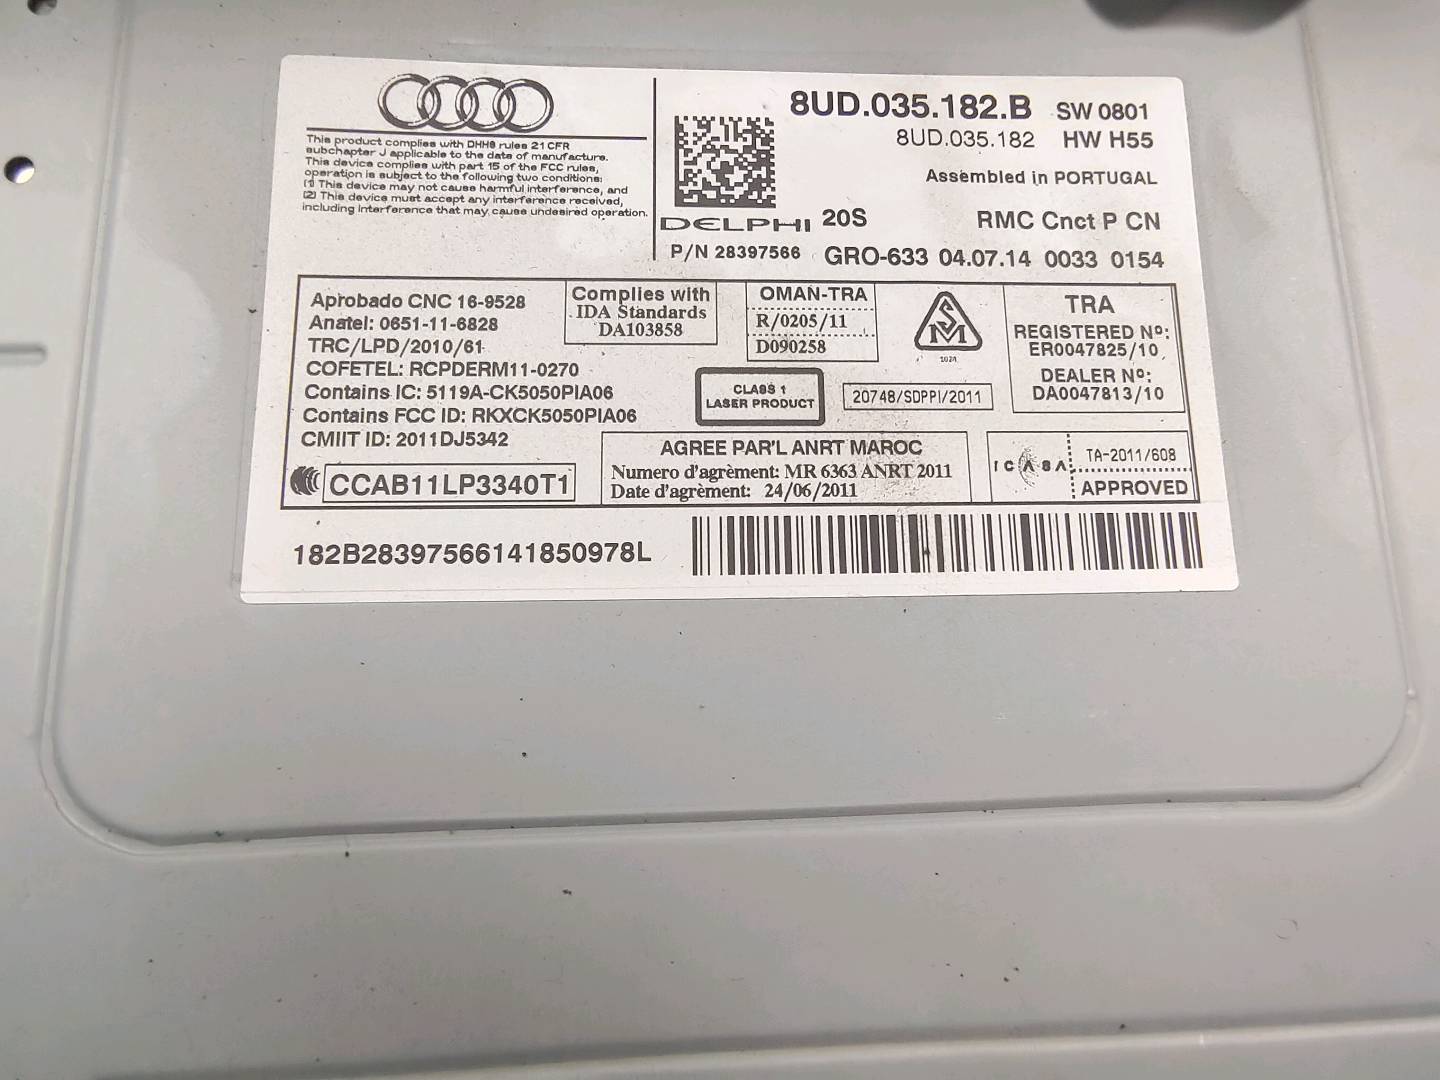 This product complies with DHHS rules 21 CFR
subchapter J applicable to the date of manufacture.
This device complies with part 15 of the FCC rules,
operation is subject to the following two conditions:
(1) This device may not cause harmful interference, and
(2) This device must accept any interference received,
including interference that may cause undesired operation.
8UD.035.182.B SW 0801
8UD.035.182 HW H55
Assembled in PORTUGAL
DELPHI 20S RMC Cnct P CN
P/N 28397566 GRO-633 04.07.14 0033 0154
Aprobado CNC 16-9528
Anatel: 0651-11-6828
TRC/LPD/2010/61
COFETEL: RCPDERM11-0270
Contains IC: 5119A-CK5050PIA06
Contains FCC ID: RKXCK5050PIA06
CMIIT ID: 2011DJ5342
CCAB11LP3340T1
Complies with
IDA Standards
DA103858
OMAN-TRA
R/0205/11
D090258
SM
1024
TRA
REGISTERED Nº:
ER0047825/10
DEALER Nº:
DA0047813/10
CLASS 1
LASER PRODUCT
20748/SDPPI/2011
AGREE PAR'L ANRT MAROC
Numero d'agrèment: MR 6363 ANRT 2011
Date d'agrèment: 24/06/2011
ICASA
TA-2011/608
APPROVED
182B28397566141850978L